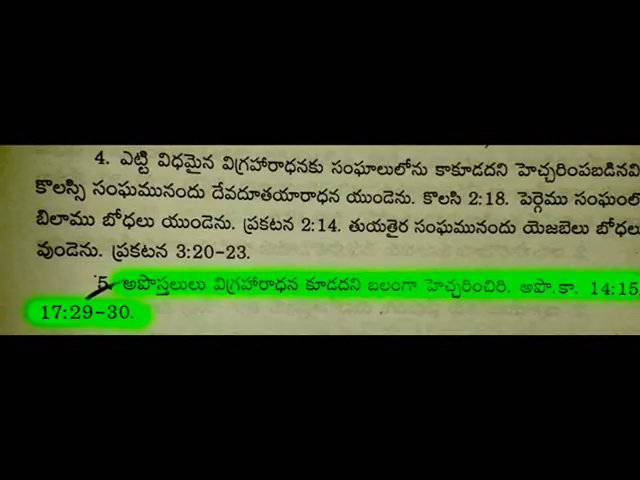 4. ఎట్టి విధమైన విగ్రహారాధనకు సంఘాలులోను కాకూడదని హెచ్చరింపబడినవి
కొలస్సి సంఘమునందు దేవదూతయారాధన యుండెను. కొలసి 2:18. పెర్గెము సంఘంలో
బిలాము బోధలు యుండెను. ప్రకటన 2:14. తుయతైర సంఘమునందు యెజబెలు బోధలు
వుండెను. ప్రకటన 3:20-23.
5. అపొస్తలులు విగ్రహారాధన కూడదని బలంగా హెచ్చరించిరి. అపొ.కా. 14:15
17:29-30.